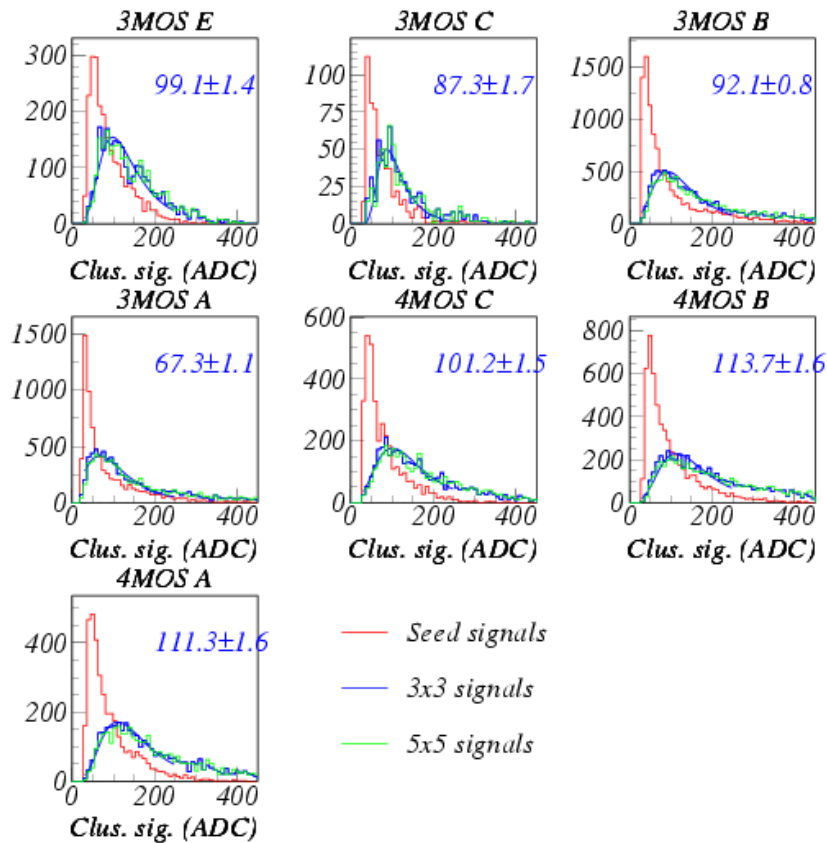 3MOS E 3MOS C 3MOS B
300 200 100 0
99.1±1.4
0 200 400
Clus. sig. (ADC)
100 75 50 25 0
87.3±1.7
0 200 400
Clus. sig. (ADC)
1500 1000 500 0
92.1±0.8
0 200 400
Clus. sig. (ADC)
3MOS A 4MOS C 4MOS B
1500 1000 500 0
67.3±1.1
0 200 400
Clus. sig. (ADC)
600 400 200 0
101.2±1.5
0 200 400
Clus. sig. (ADC)
800 600 400 200 0
113.7±1.6
0 200 400
Clus. sig. (ADC)
4MOS A
400 200 0
111.3±1.6
0 200 400
Clus. sig. (ADC)
Seed signals
3x3 signals
5x5 signals